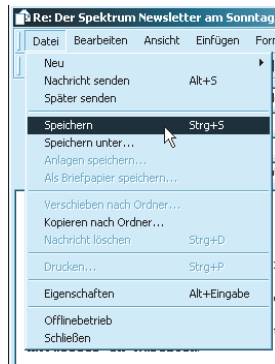 Re: Der Spektrum Newsletter am Sonntag
Datei Bearbeiten Ansicht Einfügen
Neu
Nachricht senden Alt+S
Später senden
Speichern Strg+S
Speichern unter...
Anlagen speichern...
Als Briefpapier speichern...
Verschieben nach Ordner...
Kopieren nach Ordner...
Nachricht löschen Strg+D
Drucken... Strg+P
Eigenschaften Alt+Eingabe
Offlinebetrieb
Schließen